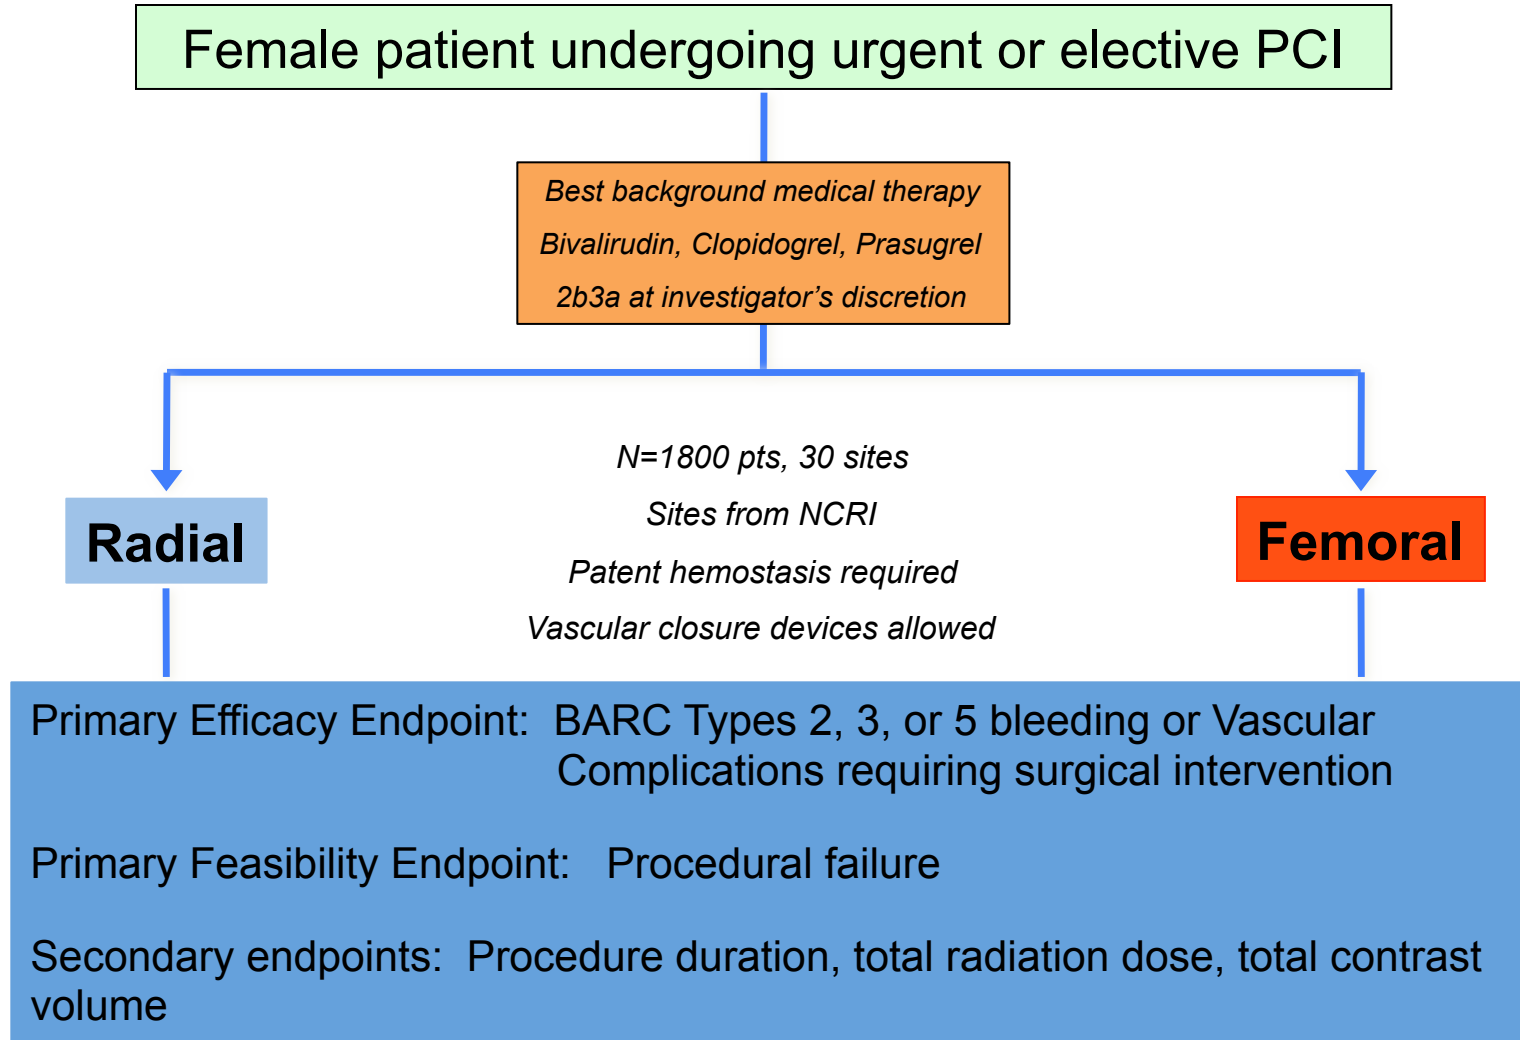 Female patient undergoing urgent or elective PCI
Best background medical therapy
Bivalirudin, Clopidogrel, Prasugrel
2b3a at investigator’s discretion
N=1800 pts, 30 sites
Sites from NCRI
Patent hemostasis required
Vascular closure devices allowed
Radial
Femoral
Primary Efficacy Endpoint: BARC Types 2, 3, or 5 bleeding or Vascular
Complications requiring surgical intervention
Primary Feasibility Endpoint: Procedural failure
Secondary endpoints: Procedure duration, total radiation dose, total contrast
volume